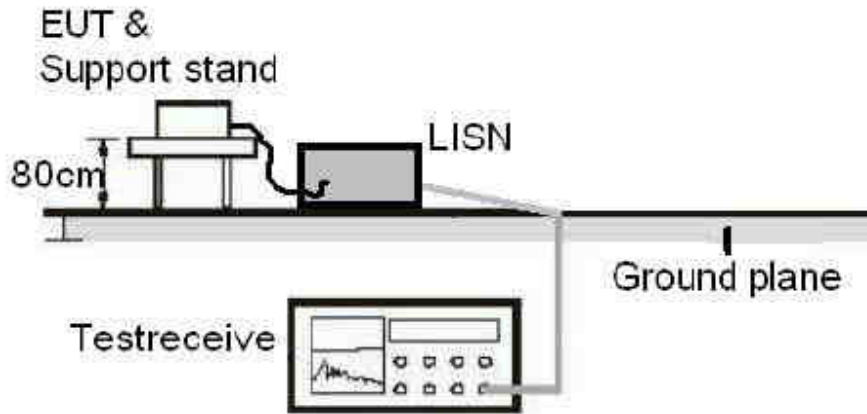 EUT &
Support stand
LISN
80cm
Ground plane
Testreceive